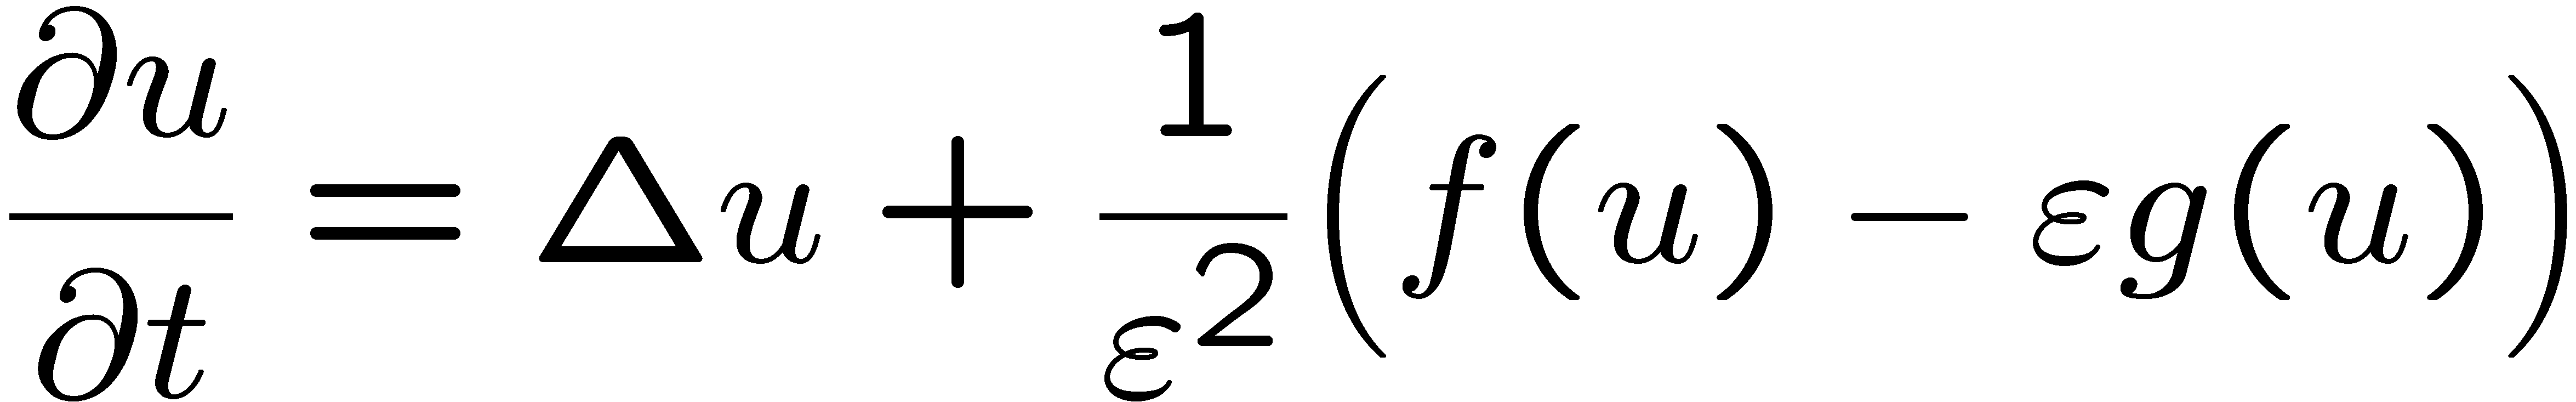 ∂u/∂t = Δu + 1/ε² (f(u) − εg(u))